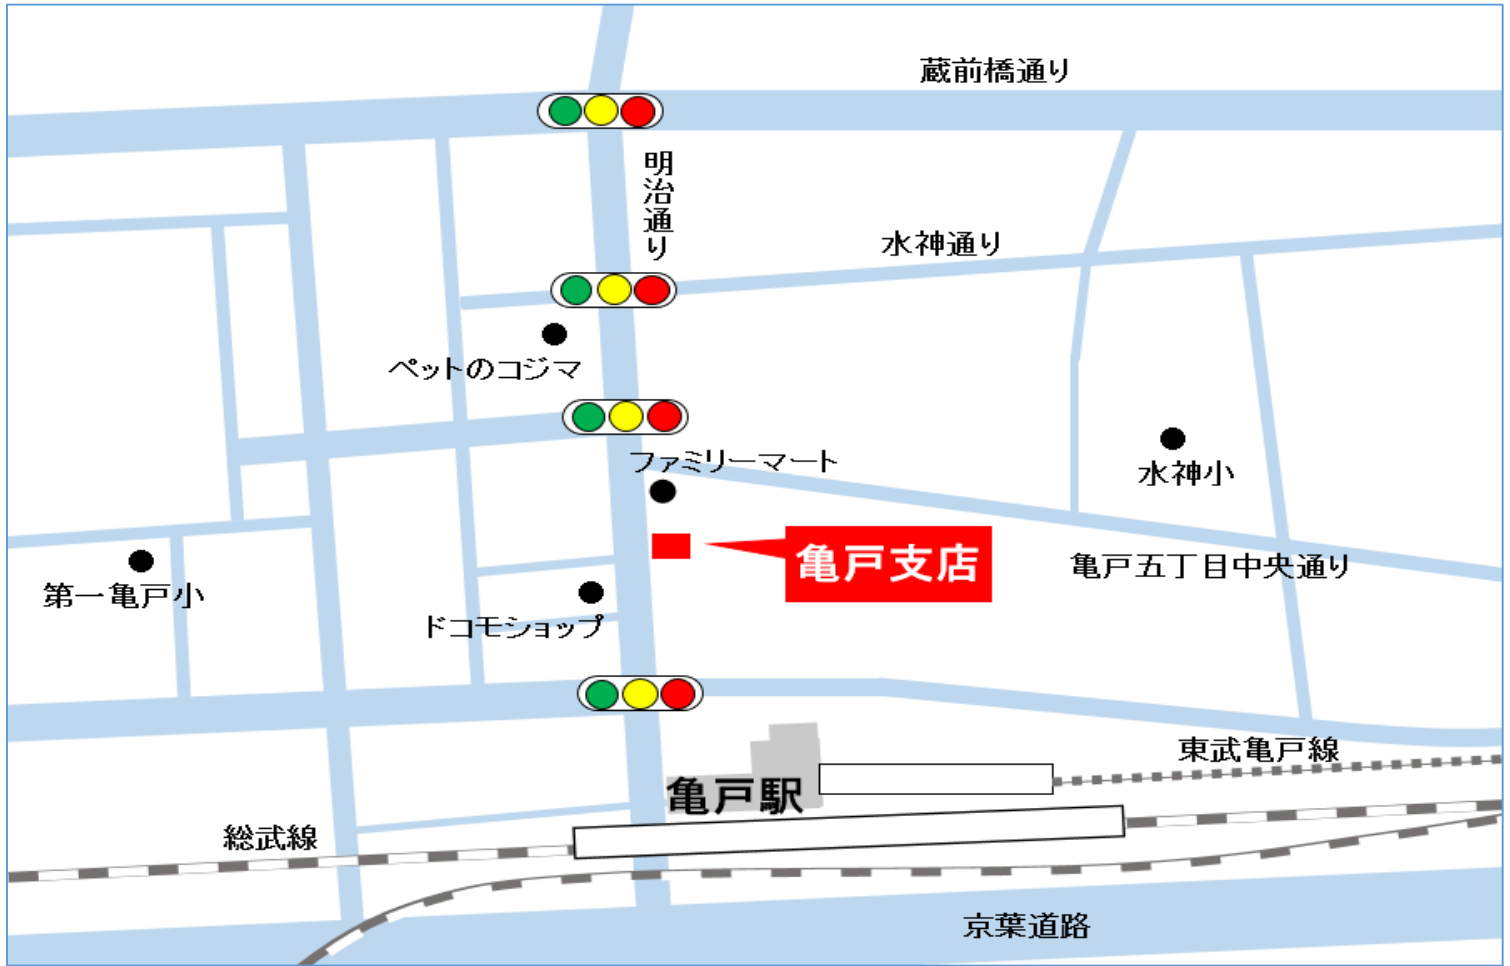 蔵前橋通り
明治通り
水神通り
ペットのコジマ
ファミリーマート
水神小
亀戸支店
亀戸五丁目中央通り
第一亀戸小
ドコモショップ
東武亀戸線
亀戸駅
総武線
京葉道路